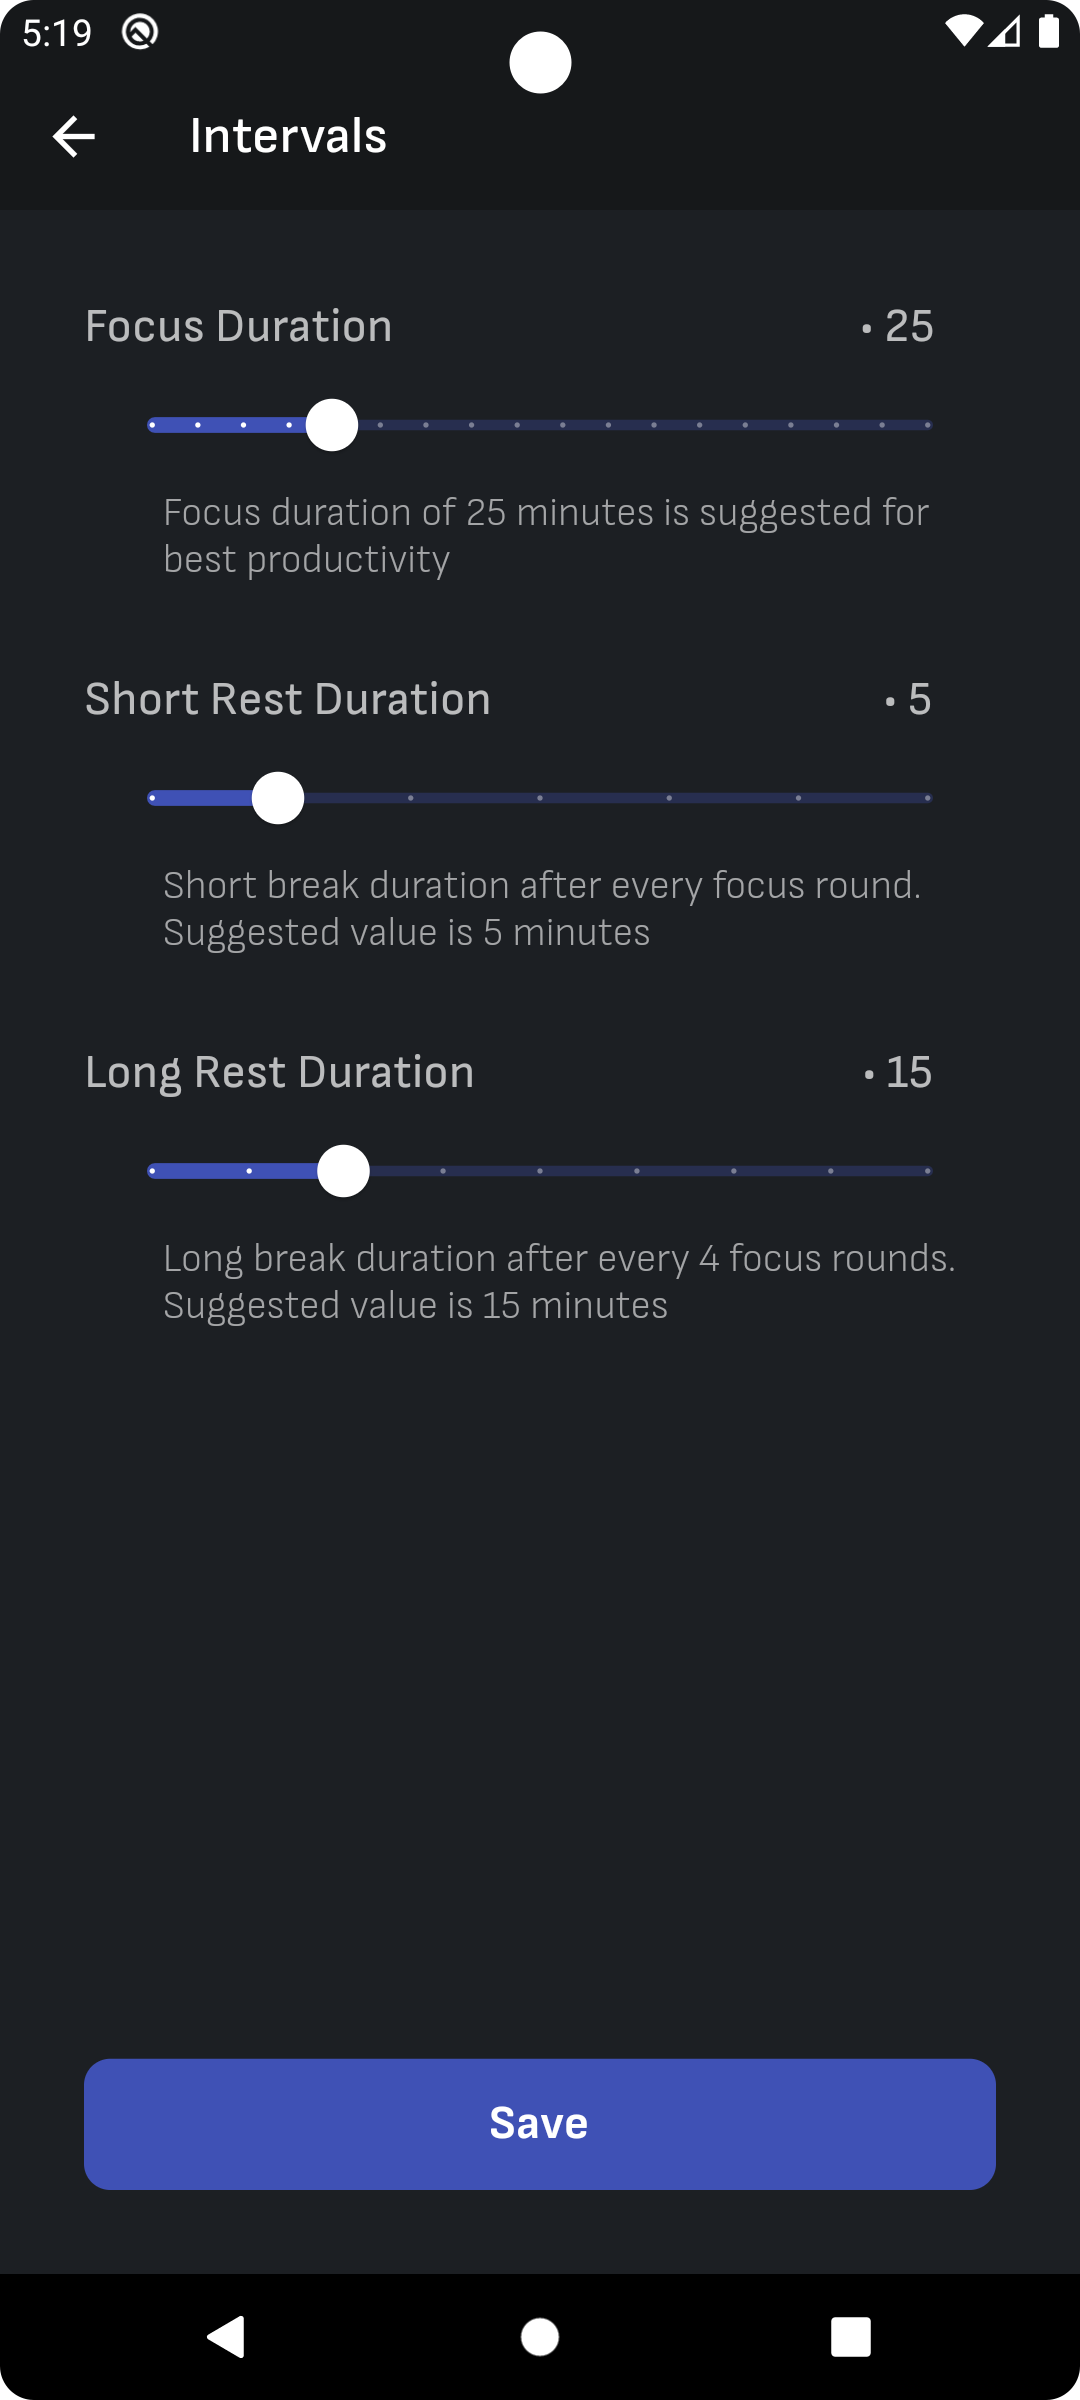 5:19
Intervals
Focus Duration
• 25
Focus duration of 25 minutes is suggested for
best productivity
Short Rest Duration
• 5
Short break duration after every focus round.
Suggested value is 5 minutes
Long Rest Duration
• 15
Long break duration after every 4 focus rounds.
Suggested value is 15 minutes
Save